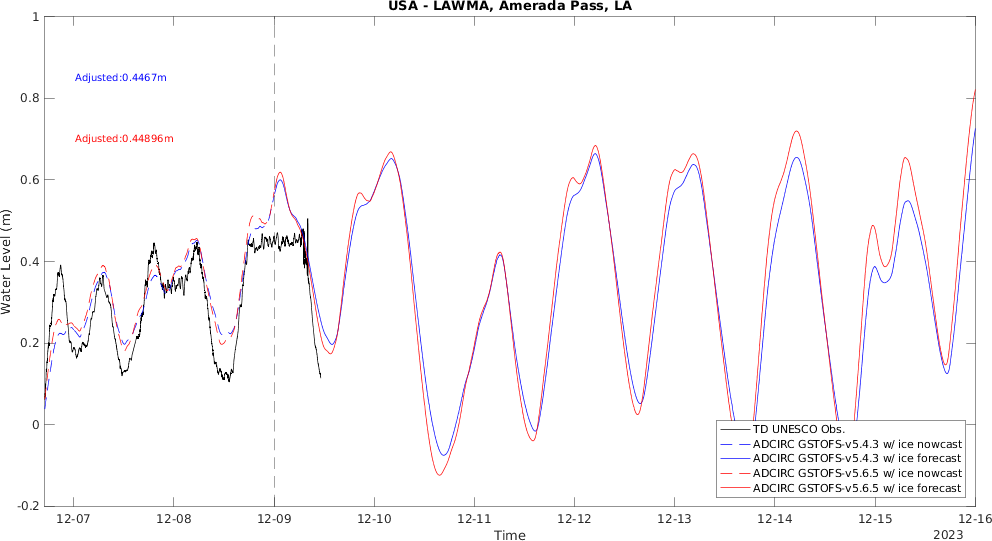 USA - LAWMA, Amerada Pass, LA
1
0.8
0.6
0.4
0.2
0
-0.2
Water Level (m)
Adjusted:0.4467m
Adjusted:0.44896m
TD UNESCO Obs.
ADCIRC GSTOFS-v5.4.3 w/ ice nowcast
ADCIRC GSTOFS-v5.4.3 w/ ice forecast
ADCIRC GSTOFS-v5.6.5 w/ ice nowcast
ADCIRC GSTOFS-v5.6.5 w/ ice forecast
12-07 12-08 12-09 12-10 12-11 12-12 12-13 12-14 12-15 12-16
Time
2023